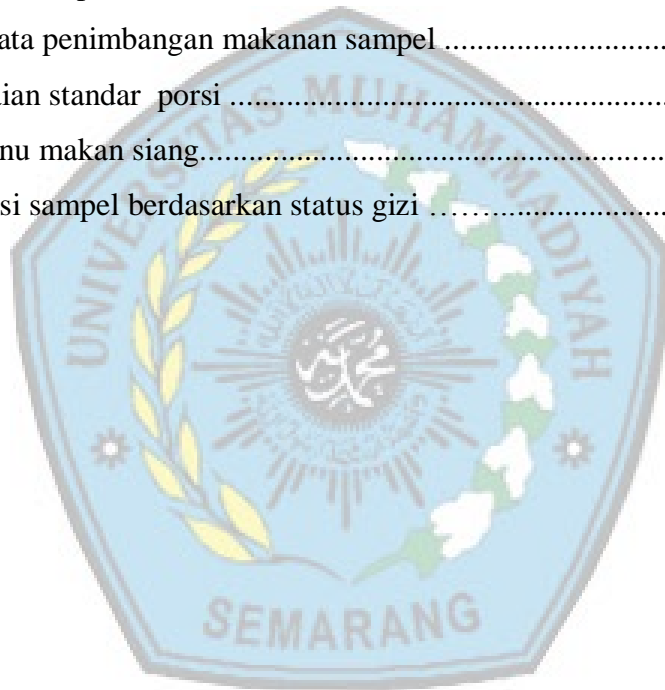 ata penimbangan makanan sampel ...........................
ian standar porsi ....................................................
nu makan siang........................................................
si sampel berdasarkan status gizi ……............................
UNIVERSITAS MUHAMMADIYAH
SEMARANG